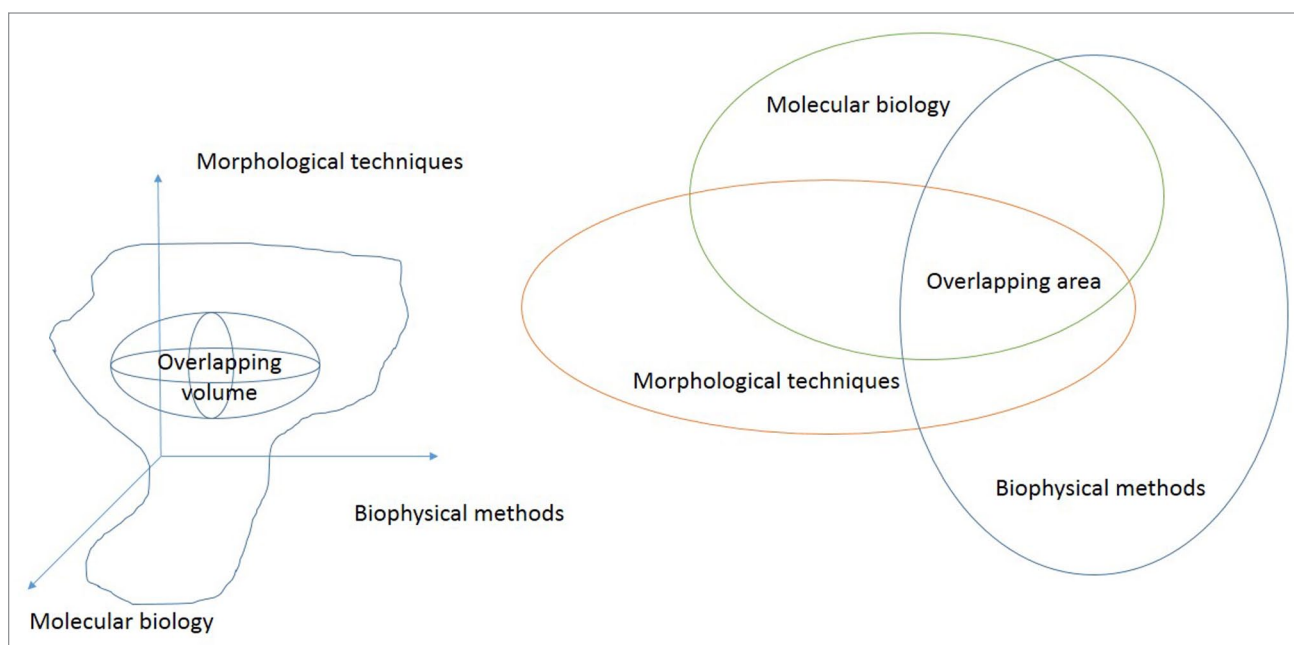 Morphological techniques
Overlapping
volume
Biophysical methods
Molecular biology
Molecular biology
Overlapping area
Morphological techniques
Biophysical methods